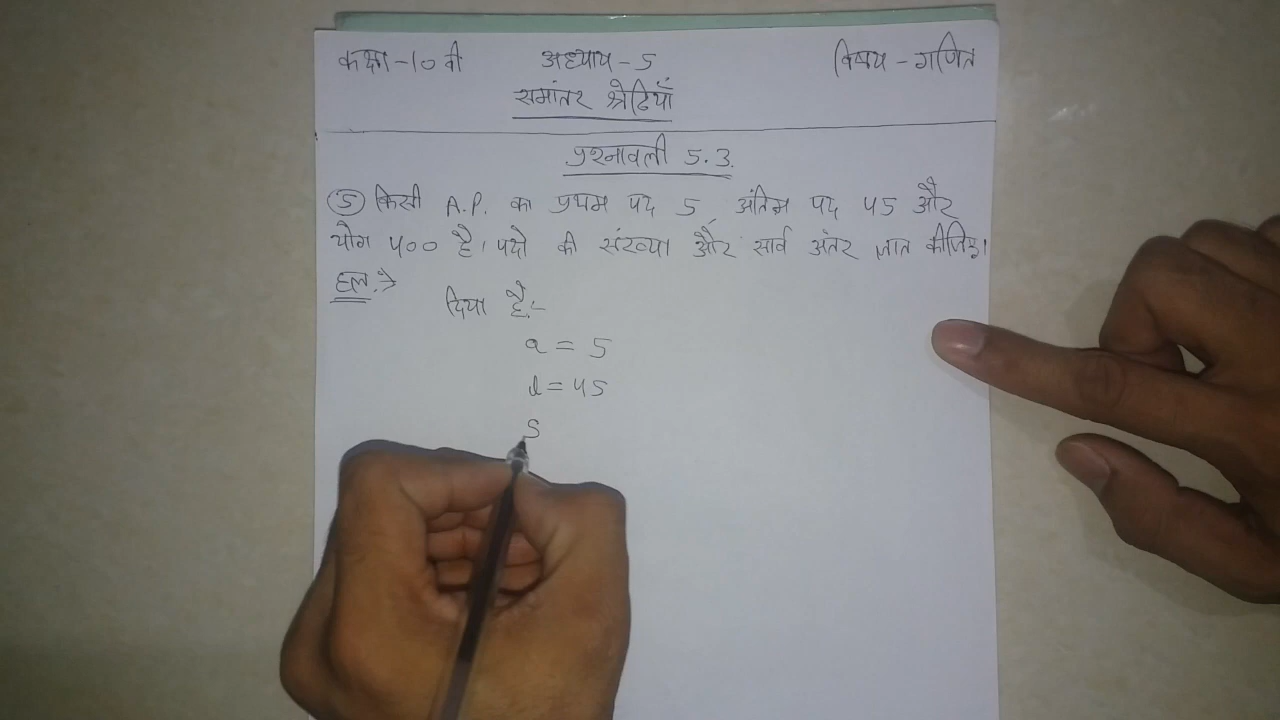 कक्षा-10 वी अध्याय-5 विषय-गणित
समांतर श्रेढियाँ
प्रश्नावली 5.3.
(5) किसी A.P. का प्रथम पद 5, अंतिम पद 45 और
योग 400 है। पदो की संख्या और सार्व अंतर ज्ञात कीजिए।
हल:→
दिया है:-
a = 5
l = 45
S